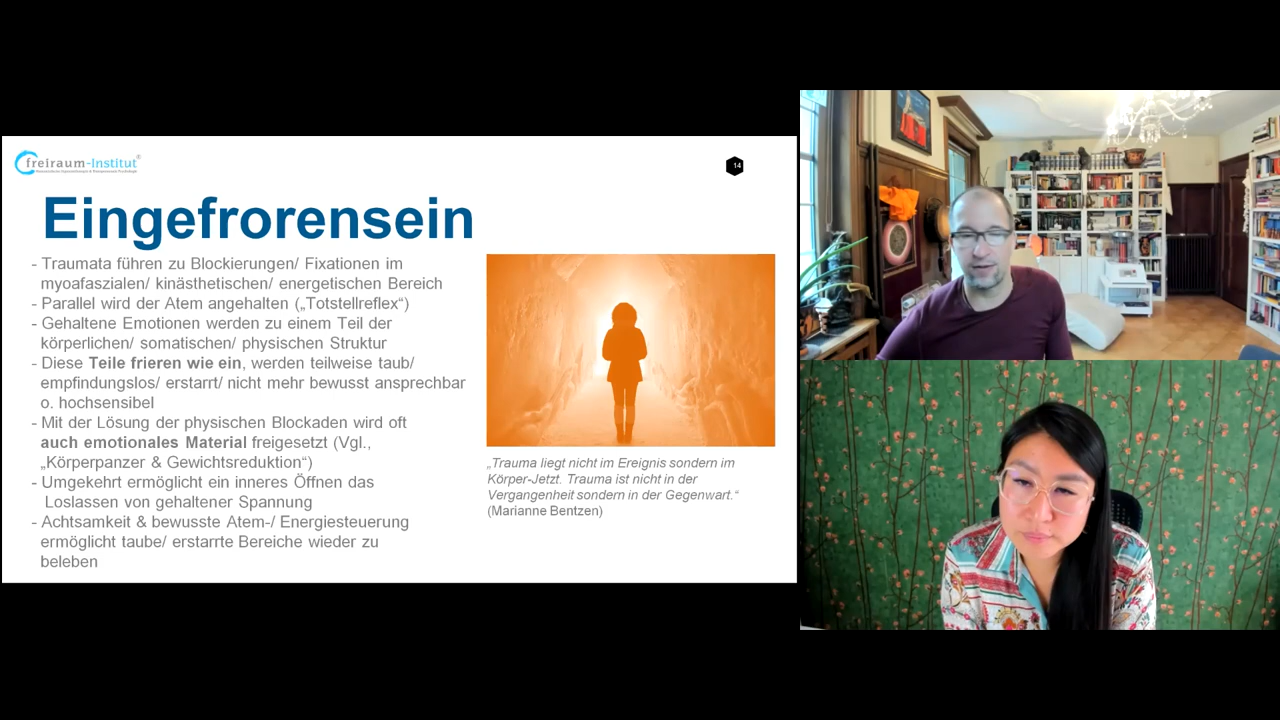 freiraum-Institut®
14
Eingefrorensein
- Traumata führen zu Blockierungen/ Fixationen im
myoafaszialen/ kinästhetischen/ energetischen Bereich
- Parallel wird der Atem angehalten („Totstellreflex“)
- Gehaltene Emotionen werden zu einem Teil der
körperlichen/ somatischen/ physischen Struktur
- Diese Teile frieren wie ein, werden teilweise taub/
empfindungslos/ erstarrt/ nicht mehr bewusst ansprechbar
o. hochsensibel
- Mit der Lösung der physischen Blockaden wird oft
auch emotionales Material freigesetzt (Vgl.,
„Körperpanzer & Gewichtsreduktion“)
- Umgekehrt ermöglicht ein inneres Öffnen das
Loslassen von gehaltener Spannung
- Achtsamkeit & bewusste Atem-/ Energiesteuerung
ermöglicht taube/ erstarrte Bereiche wieder zu
beleben
„Trauma liegt nicht im Ereignis sondern im
Körper-Jetzt. Trauma ist nicht in der
Vergangenheit sondern in der Gegenwart.“
(Marianne Bentzen)